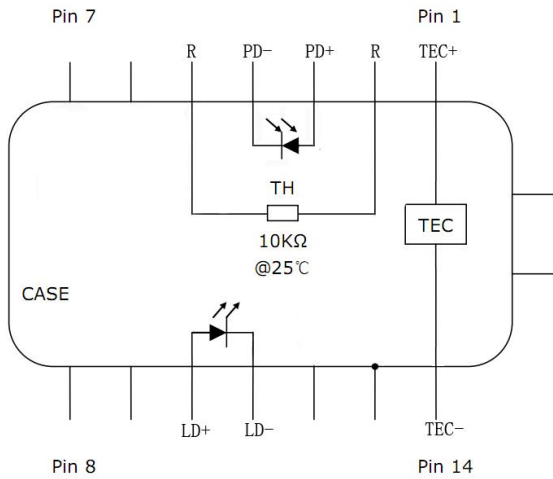 Pin 7 Pin 1
R PD- PD+ R TEC+
TH
TEC
10KΩ
@25℃
CASE
LD+ LD- TEC-
Pin 8 Pin 14